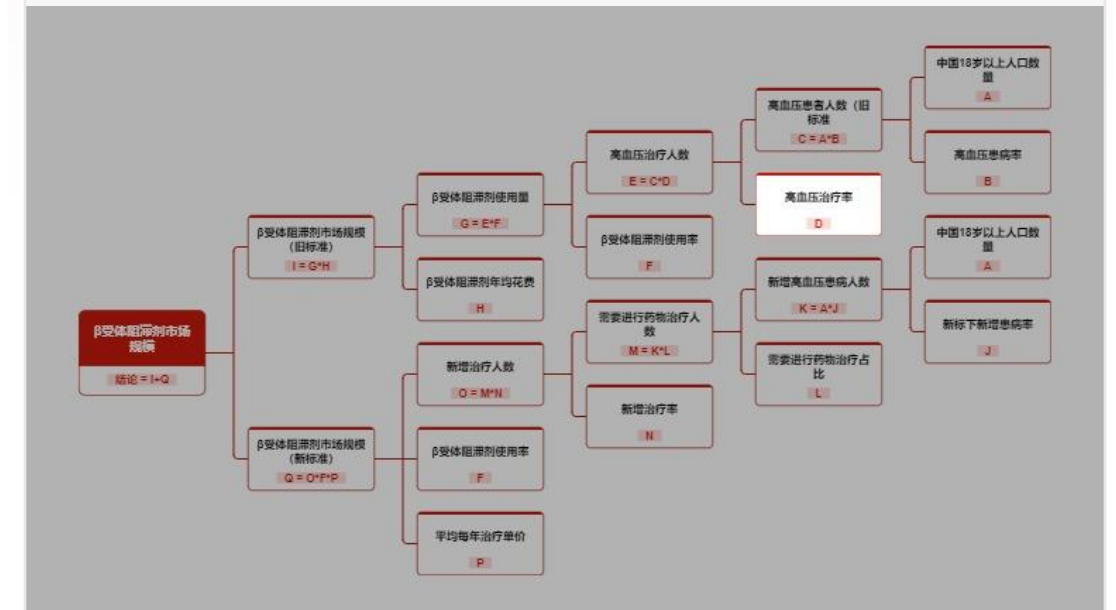 中国18岁以上人口数
量
A
高血压患者人数（旧
标准
C = A*B
高血压患病率
B
高血压治疗人数
E = C*D
高血压治疗率
D
β受体阻滞剂使用量
G = E*F
β受体阻滞剂使用率
F
β受体阻滞剂市场规模
（旧标准）
I = G*H
β受体阻滞剂年均花费
H
β受体阻滞剂市场
规模
结论 = I+Q
中国18岁以上人口数
量
A
新增高血压患病人数
K = A*J
新标下新增患病率
J
需要进行药物治疗人
数
M = K*L
需要进行药物治疗占
比
L
新增治疗人数
O = M*N
新增治疗率
N
β受体阻滞剂市场规模
（新标准）
Q = O*F*P
β受体阻滞剂使用率
F
平均每年治疗单价
P